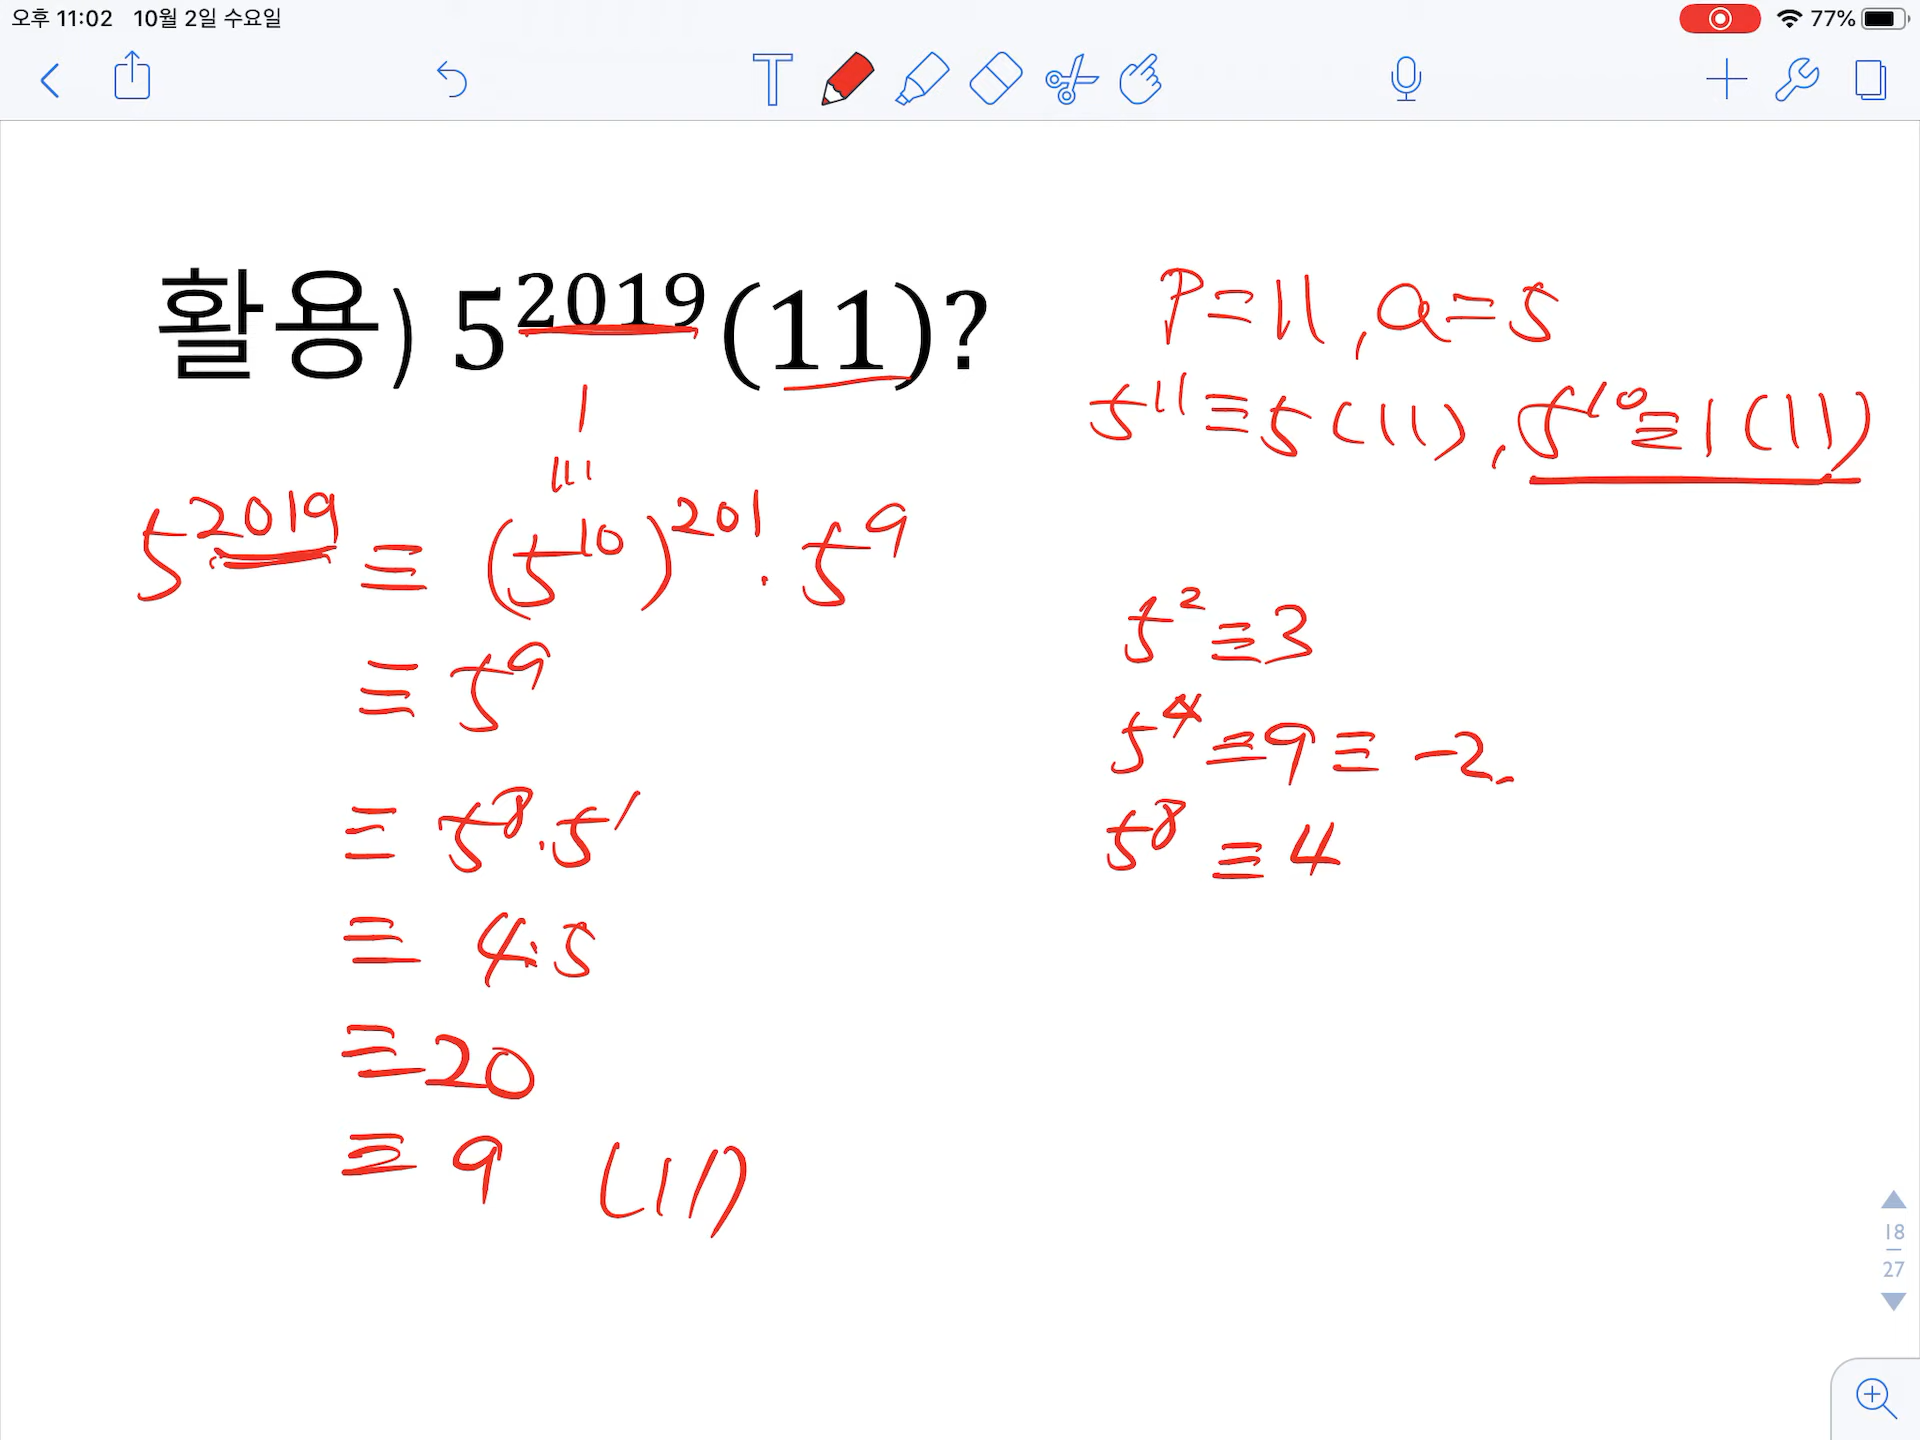 오후 11:02 10월 2일 수요일 77%
활용) 5^2019 (11)?
P=11, a=5
5^11≡5(11), 5^10≡1(11)
1
≡
5^2019 ≡ (5^10)^201 · 5^9
≡ 5^9
≡ 5^8 · 5^1
≡ 4·5
≡ 20
≡ 9 (11)
5^2 ≡ 3
5^4 ≡ 9 ≡ -2
5^8 ≡ 4
18
27